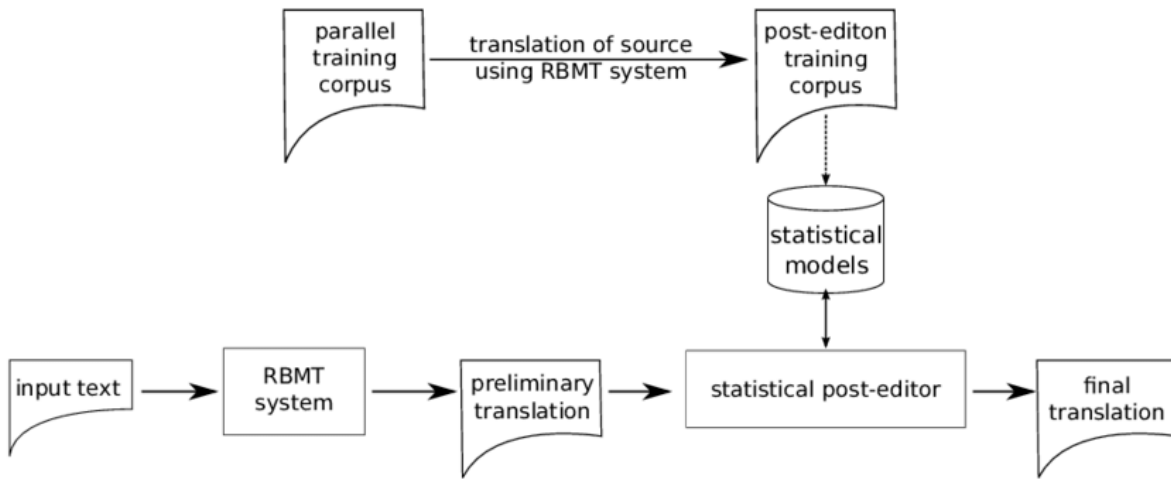 parallel
training
corpus
translation of source
using RBMT system
post-editon
training
corpus
statistical
models
input text
RBMT
system
preliminary
translation
statistical post-editor
final
translation